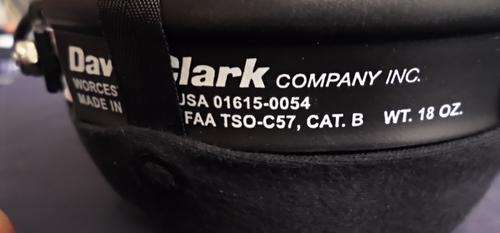 Dav Clark COMPANY INC.
WORCES USA 01615-0054
MADE IN FAA TSO-C57, CAT. B WT. 18 OZ.